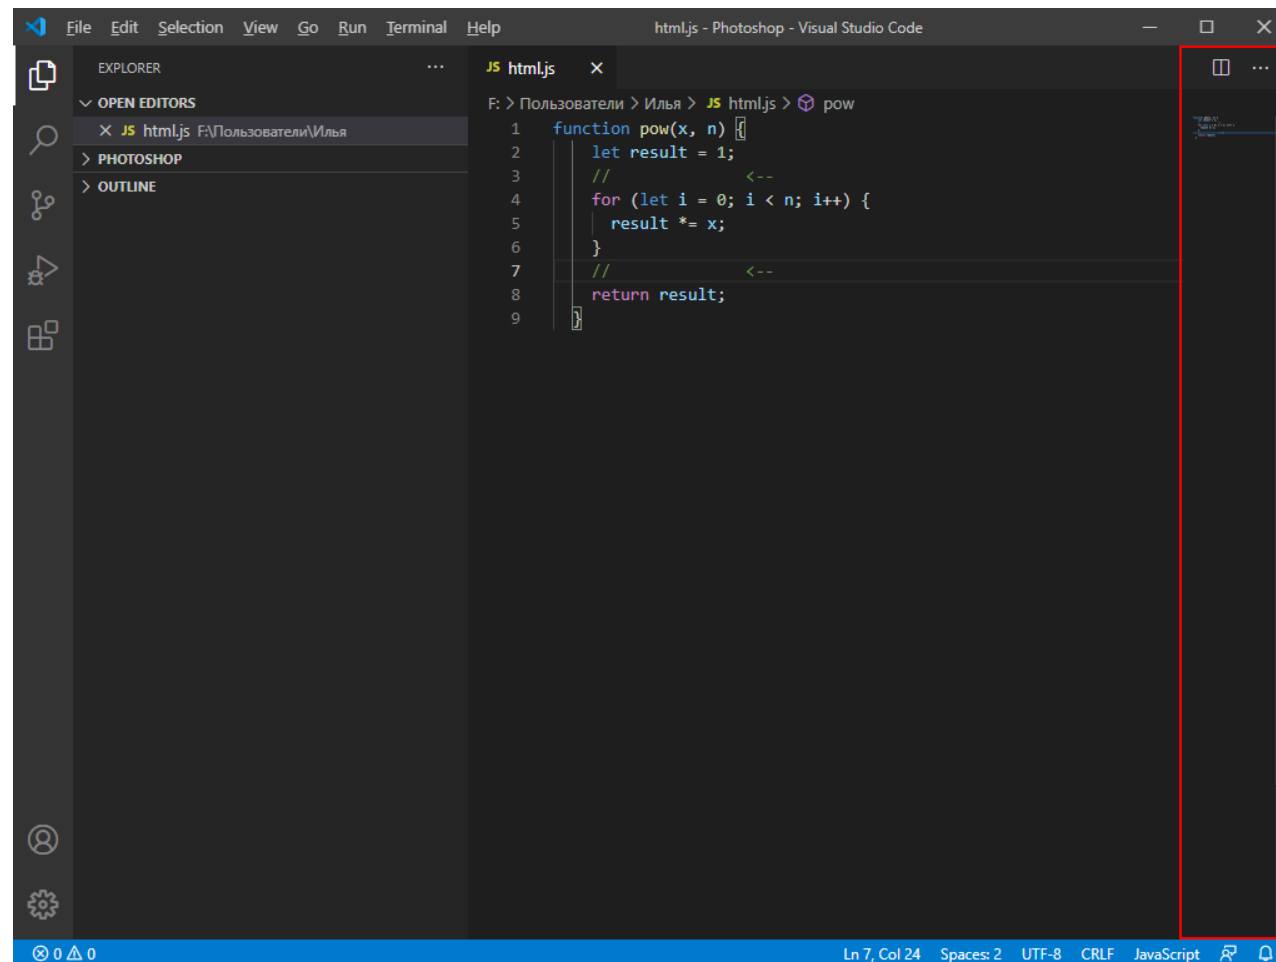 File Edit Selection View Go Run Terminal Help html.js - Photoshop - Visual Studio Code
EXPLORER
OPEN EDITORS
JS html.js F:\Пользователи\Илья
PHOTOSHOP
OUTLINE
JS html.js
F: > Пользователи > Илья > JS html.js > pow
1 function pow(x, n) {
2 let result = 1;
3 // <--
4 for (let i = 0; i < n; i++) {
5 result *= x;
6 }
7 // <--
8 return result;
9 }
0 0 Ln 7, Col 24 Spaces: 2 UTF-8 CRLF JavaScript